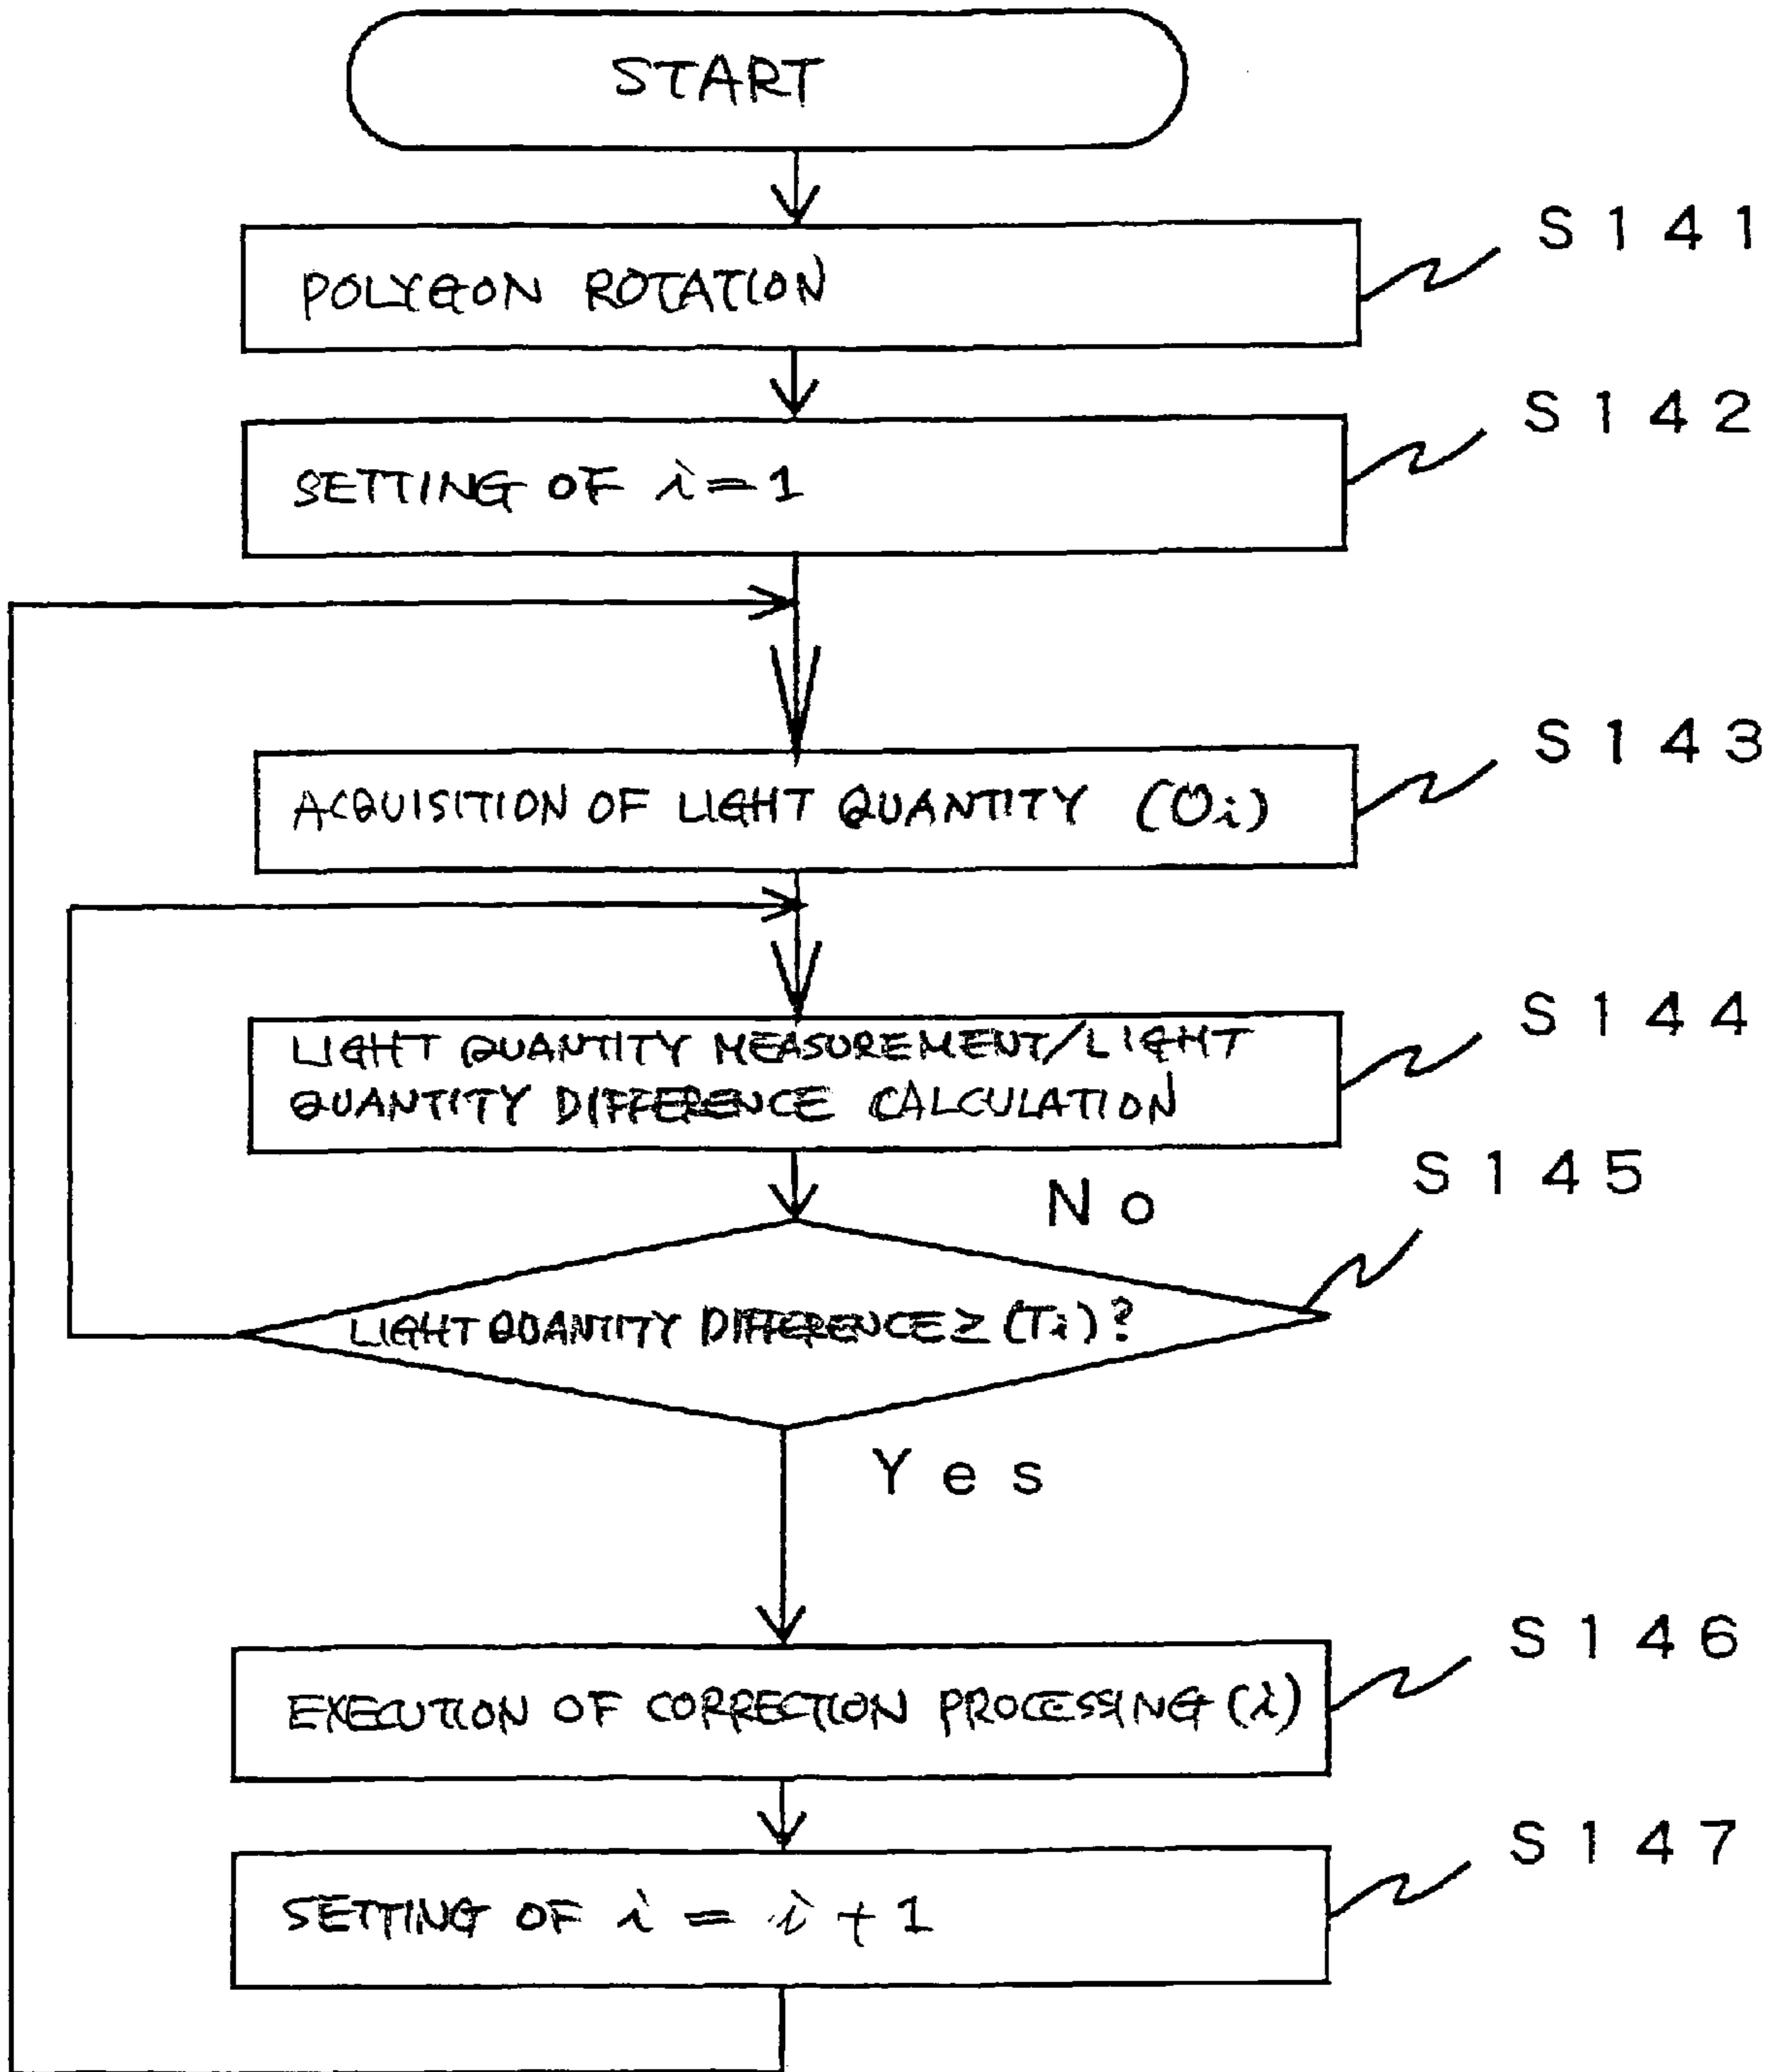 START
S141
POLYGON ROTATION
S142
SETTING OF i=1
S143
ACQUISITION OF LIGHT QUANTITY (Oi)
S144
LIGHT QUANTITY MEASUREMENT/LIGHT
QUANTITY DIFFERENCE CALCULATION
S145
No
LIGHT QUANTITY DIFFERENCE ≥ (Ti)?
Yes
S146
EXECUTION OF CORRECTION PROCESSING (i)
S147
SETTING OF i = i + 1